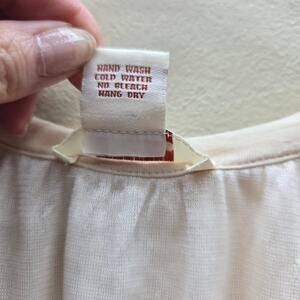 HAND WASH
COLD WATER
NO BLEACH
HANG DRY